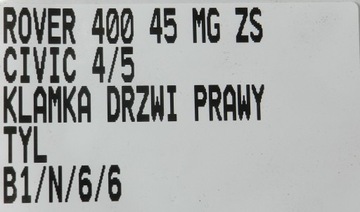 ROVER 400 45 MG ZS
CIVIC 4/5
KLAMKA DRZWI PRAWY
TYL
B1/N/6/6